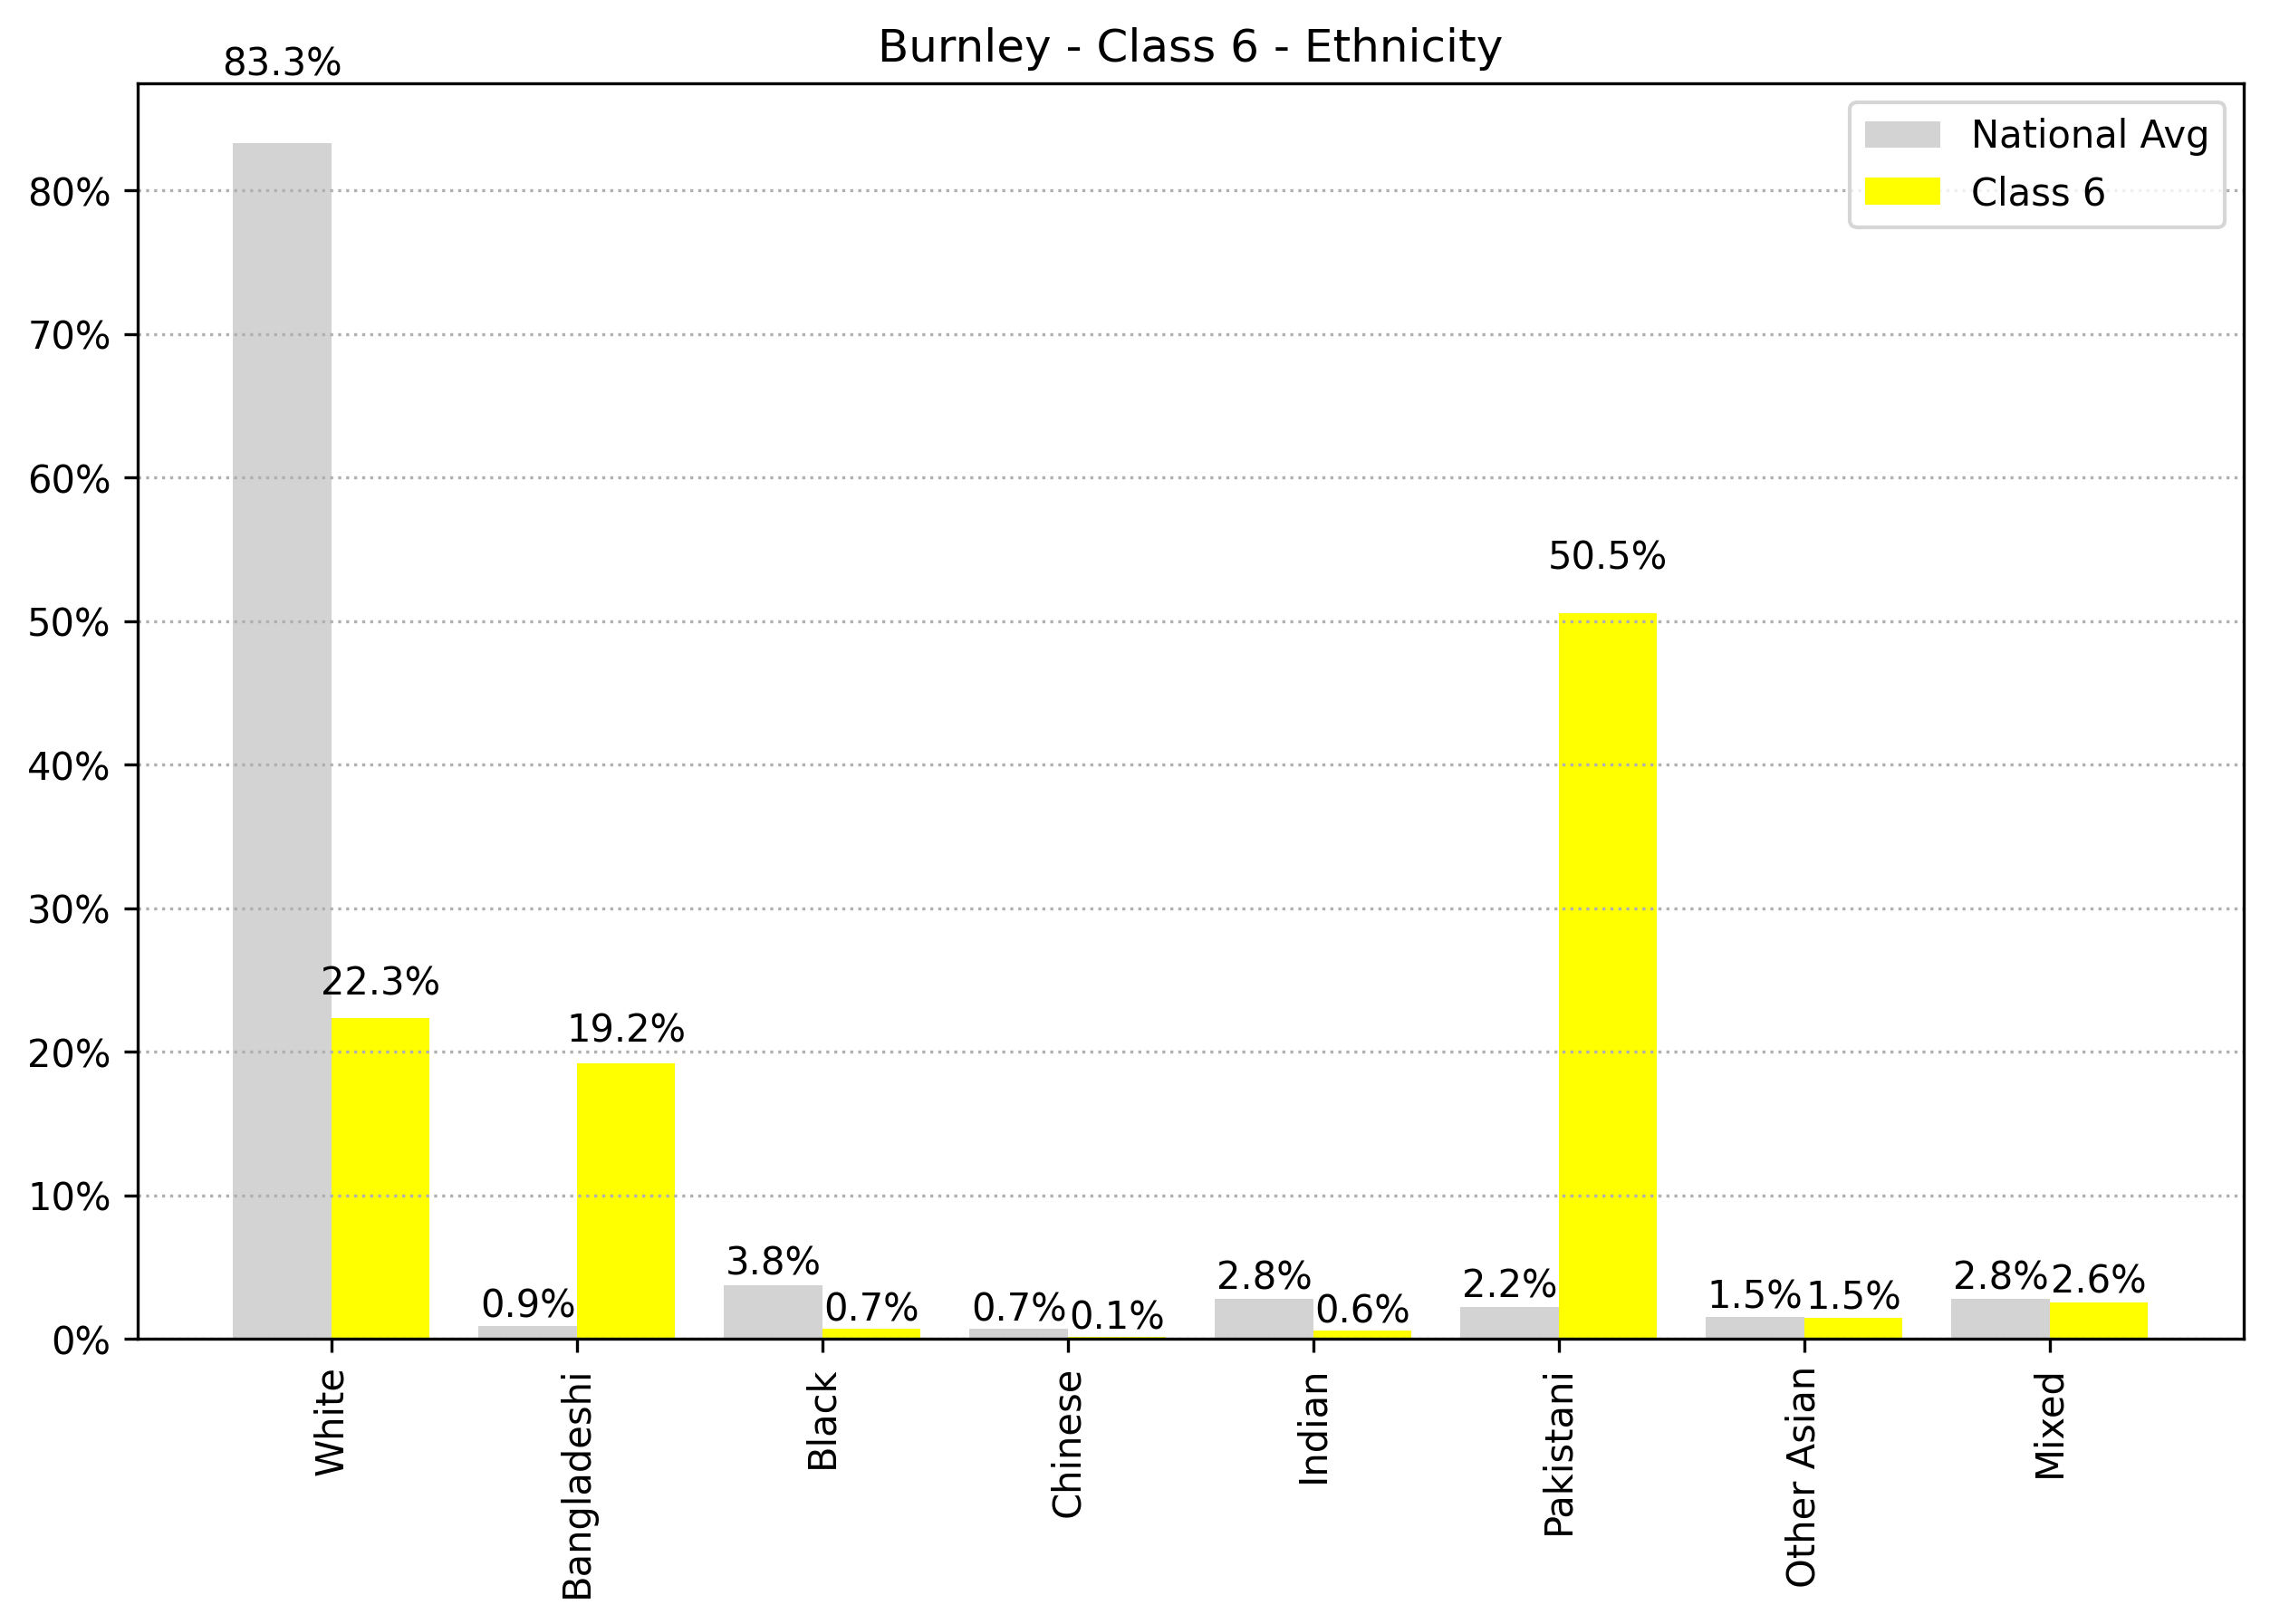 Burnley - Class 6 - Ethnicity
83.3%
National Avg
Class 6
80%
70%
60%
50%
40%
30%
20%
10%
0%
22.3%
0.9%
19.2%
3.8%
0.7%
0.7%
0.1%
2.8%
0.6%
2.2%
50.5%
1.5%
1.5%
2.8%
2.6%
White
Bangladeshi
Black
Chinese
Indian
Pakistani
Other Asian
Mixed